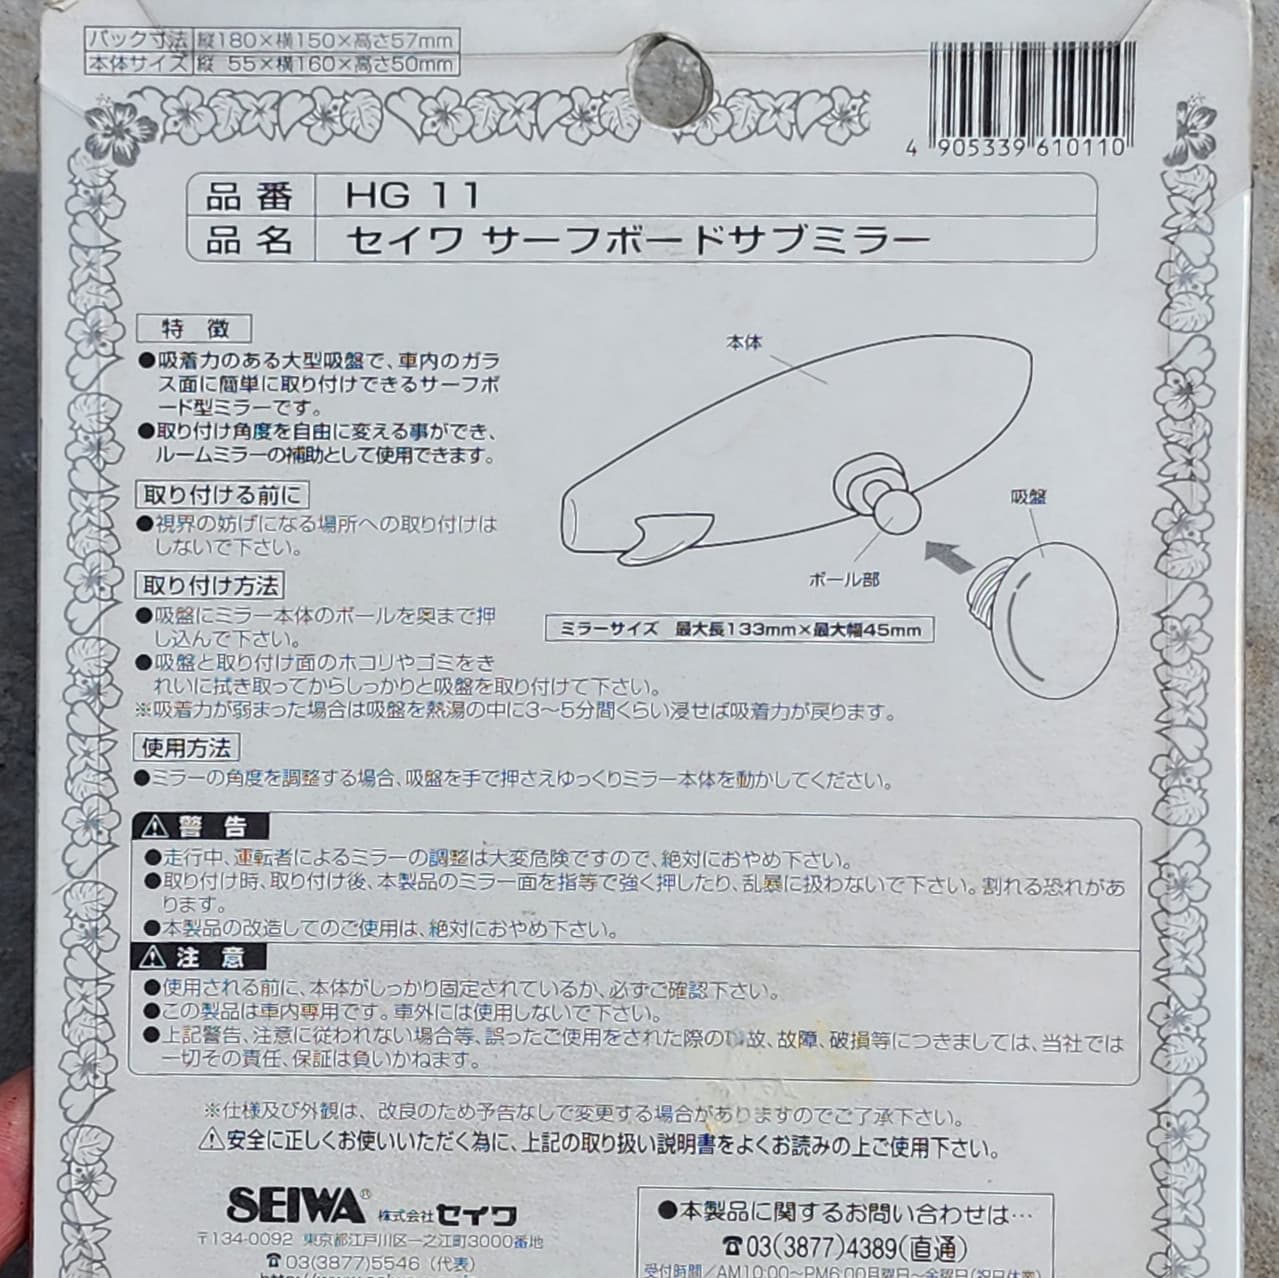 パック寸法 縦180×横150×高さ57mm
本体サイズ 縦 55×横160×高さ50mm
4 905339 610110
品番 HG 11
品名 セイワ サーフボードサブミラー
特 徴
●吸着力のある大型吸盤で、車内のガラ
ス面に簡単に取り付けできるサーフボ
ード型ミラーです。
●取り付け角度を自由に変える事ができ、
ルームミラーの補助として使用できます。
取り付ける前に
●視界の妨げになる場所への取り付けは
しないで下さい。
取り付け方法
●吸盤にミラー本体のボールを奥まで押
し込んで下さい。
●吸盤と取り付け面のホコリやゴミをき
れいに拭き取ってからしっかりと吸盤を取り付けて下さい。
※吸着力が弱まった場合は吸盤を熱湯の中に3〜5分間くらい浸せば吸着力が戻ります。
本体
吸盤
ボール部
ミラーサイズ 最大長133mm×最大幅45mm
使用方法
●ミラーの角度を調整する場合、吸盤を手で押さえゆっくりミラー本体を動かしてください。
⚠警告
●走行中、運転者によるミラーの調整は大変危険ですので、絶対におやめ下さい。
●取り付け時、取り付け後、本製品のミラー面を指等で強く押したり、乱暴に扱わないで下さい。割れる恐れがあ
ります。
●本製品の改造してのご使用は、絶対におやめ下さい。
⚠注意
●使用される前に、本体がしっかり固定されているか、必ずご確認下さい。
●この製品は車内専用です。車外には使用しないで下さい。
●上記警告、注意に従われない場合等、誤ったご使用をされた際の故、故障、破損等につきましては、当社では
一切その責任、保証は負いかねます。
※仕様及び外観は、改良のため予告なしで変更する場合がありますのでご了承下さい。
⚠安全に正しくお使いいただく為に、上記の取り扱い説明書をよくお読みの上ご使用下さい。
SEIWA® 株式会社セイワ
〒134-0092 東京都江戸川区一之江町3000番地
☎03(3877)5546（代表）
●本製品に関するお問い合わせは…
☎03(3877)4389(直通)
受付時間／AM10:00〜PM6:00月曜日〜金曜日(祝日休業)